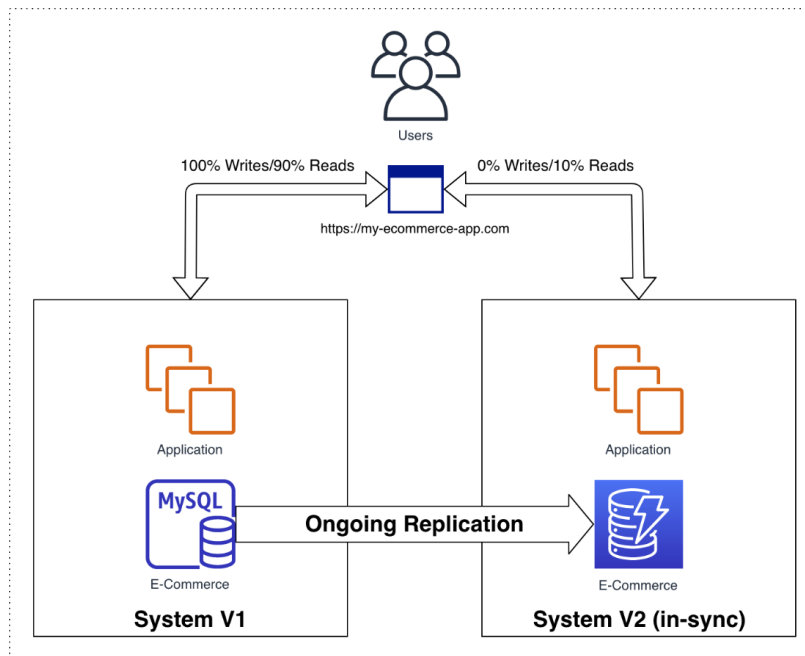 Users
100% Writes/90% Reads
0% Writes/10% Reads
https://my-ecommerce-app.com
Application
Application
MySQL
Ongoing Replication
E-Commerce
E-Commerce
System V1
System V2 (in-sync)